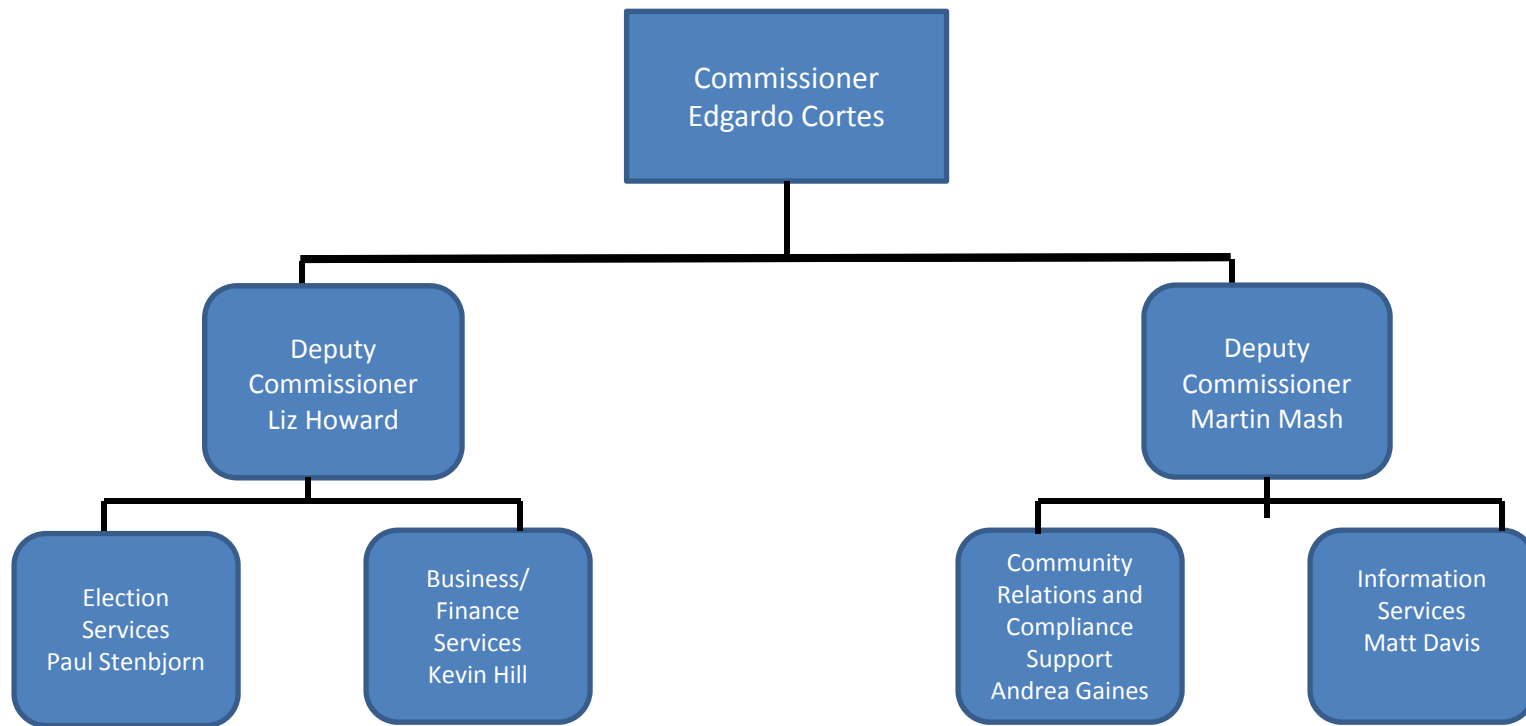 Commissioner
Edgardo Cortes
Deputy
Commissioner
Liz Howard
Deputy
Commissioner
Martin Mash
Election
Services
Paul Stenbjorn
Business/
Finance
Services
Kevin Hill
Community
Relations and
Compliance
Support
Andrea Gaines
Information
Services
Matt Davis